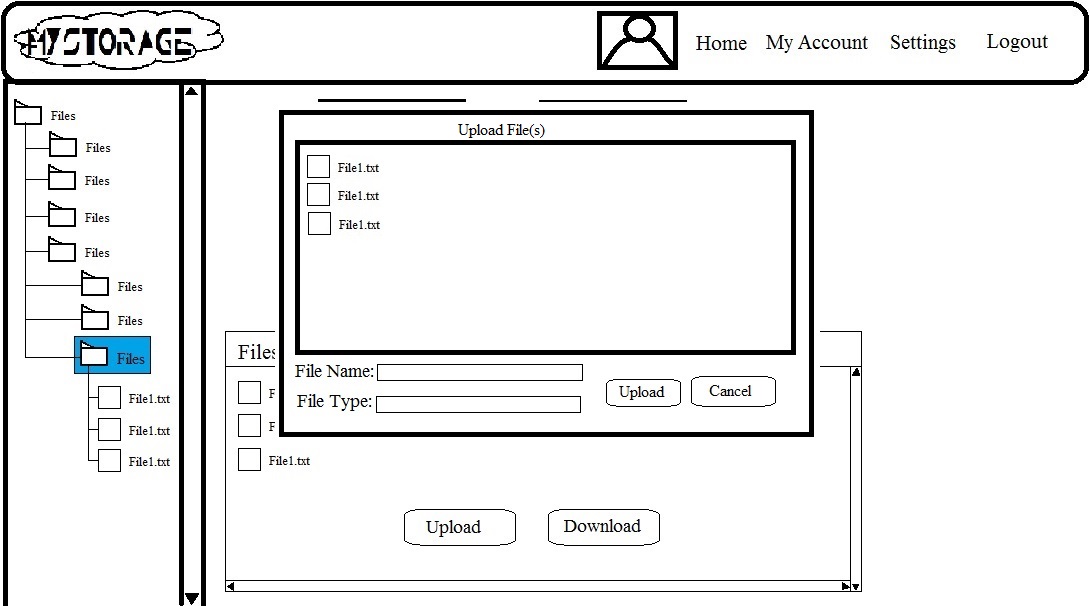 MYSTORAGE
Home My Account Settings Logout
Files
Files
Files
Files
Files
Files
Files
Files
File1.txt
File1.txt
File1.txt
Upload File(s)
File1.txt
File1.txt
File1.txt
File Name:
File Type:
Upload Cancel
Files
F
F
File1.txt
Upload Download